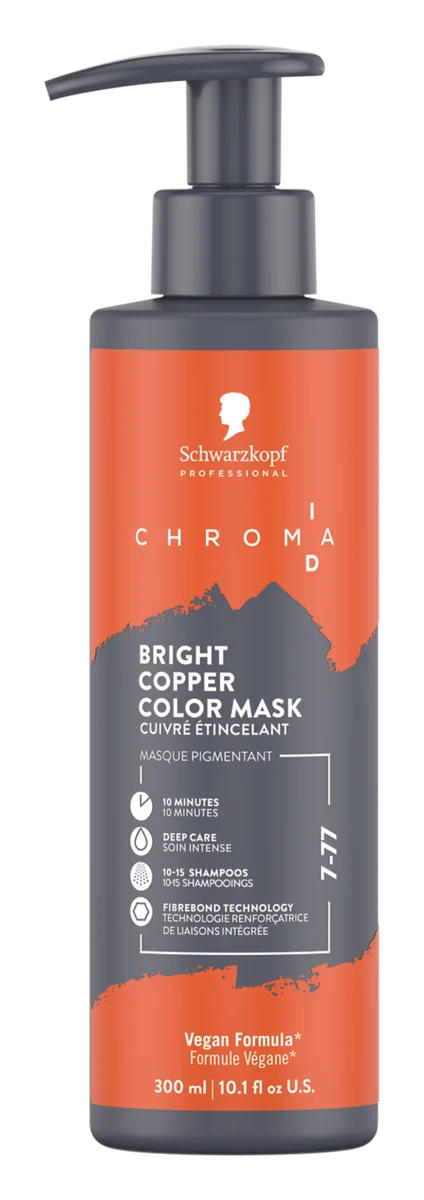 Schwarzkopf
PROFESSIONAL
CHROMA
ID
BRIGHT
COPPER
COLOR MASK
CUIVRÉ ÉTINCELANT
MASQUE PIGMENTANT
10 MINUTES
10 MINUTES
DEEP CARE
SOIN INTENSE
10-15 SHAMPOOS
10-15 SHAMPOOINGS
FIBREBOND TECHNOLOGY
TECHNOLOGIE RENFORÇATRICE
DE LIAISONS INTÉGRÉE
7-77
Vegan Formula*
Formule Végane*
300 ml | 10.1 fl oz U.S.